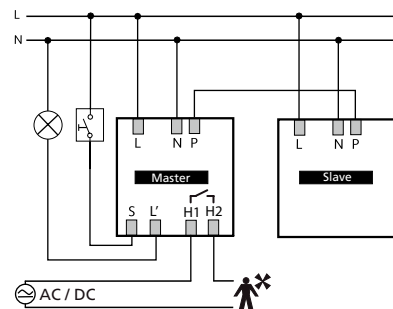 L
N
L N P L N P
Master Slave
S L' H1 H2
AC / DC